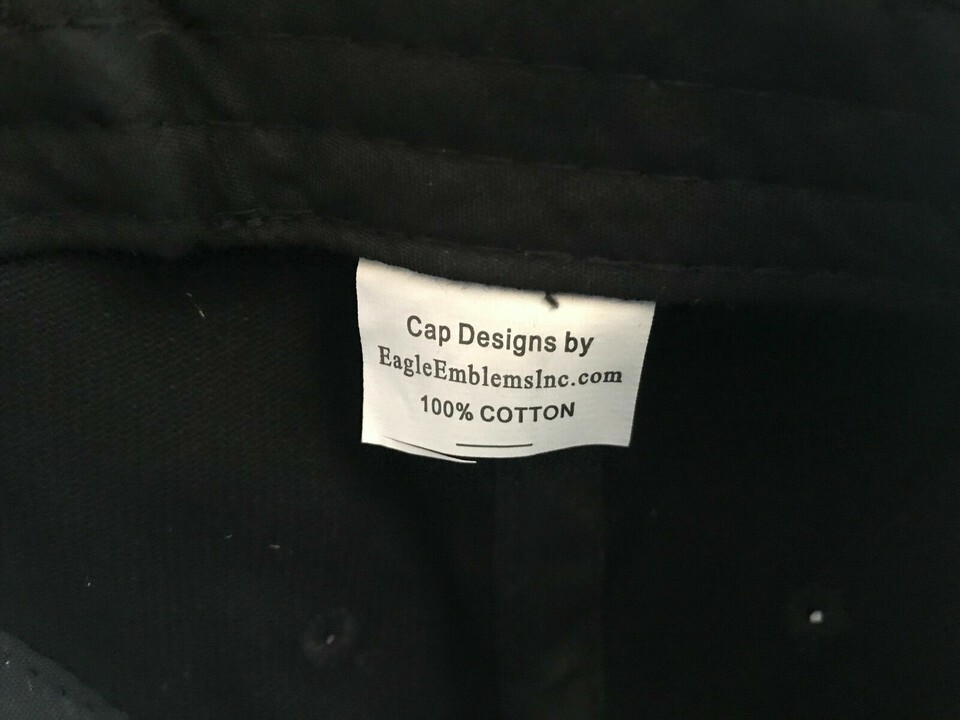 Cap Designs by
EagleEmblemsInc.com
100% COTTON